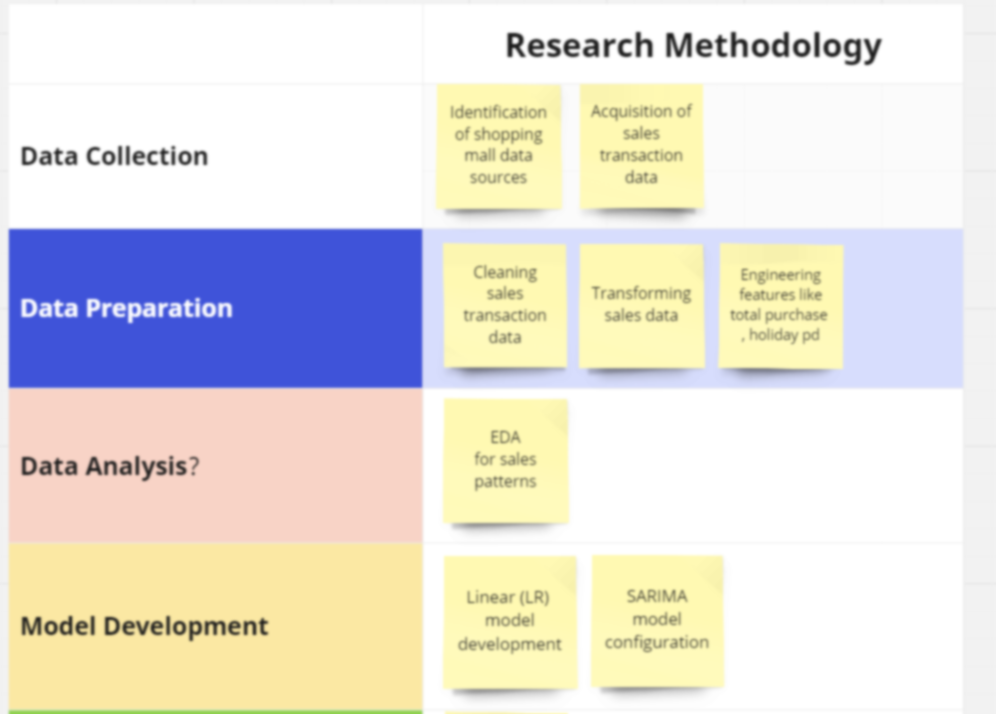 Research Methodology
Data Collection
Identification
of shopping
mall data
sources
Acquisition of
sales
transaction
data
Data Preparation
Cleaning
sales
transaction
data
Transforming
sales data
Engineering
features like
total purchase
, holiday pd
Data Analysis?
EDA
for sales
patterns
Model Development
Linear (LR)
model
development
SARIMA
model
configuration